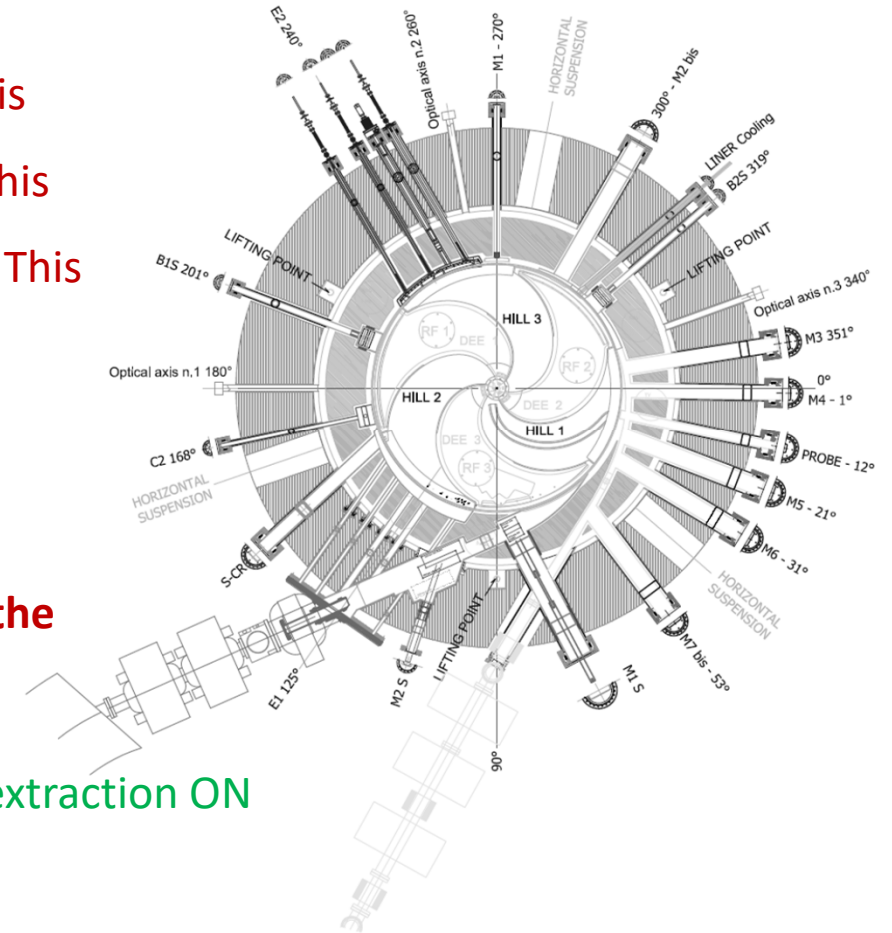 is
his
This
the
extraction ON
E2 240°
Optical axis n.2 260°
M1 - 270°
HORIZONTAL
SUSPENSION
300° - M2 bis
LINER Cooling
B2S 319°
LIFTING POINT
LIFTING POINT
B1S 201°
Optical axis n.3 340°
HILL 3
RF 1
DEE 1
RF 2
M3 351°
Optical axis n.1 180°
0°
HILL 2
DEE 2
M4 - 1°
HILL 1
DEE 3
RF 3
C2 168°
PROBE - 12°
HORIZONTAL
SUSPENSION
M5 - 21°
M6 - 31°
S-CR
HORIZONTAL
SUSPENSION
LIFTING POINT
M7 bis - 53°
E1 125°
M2 S
M1 S
90°